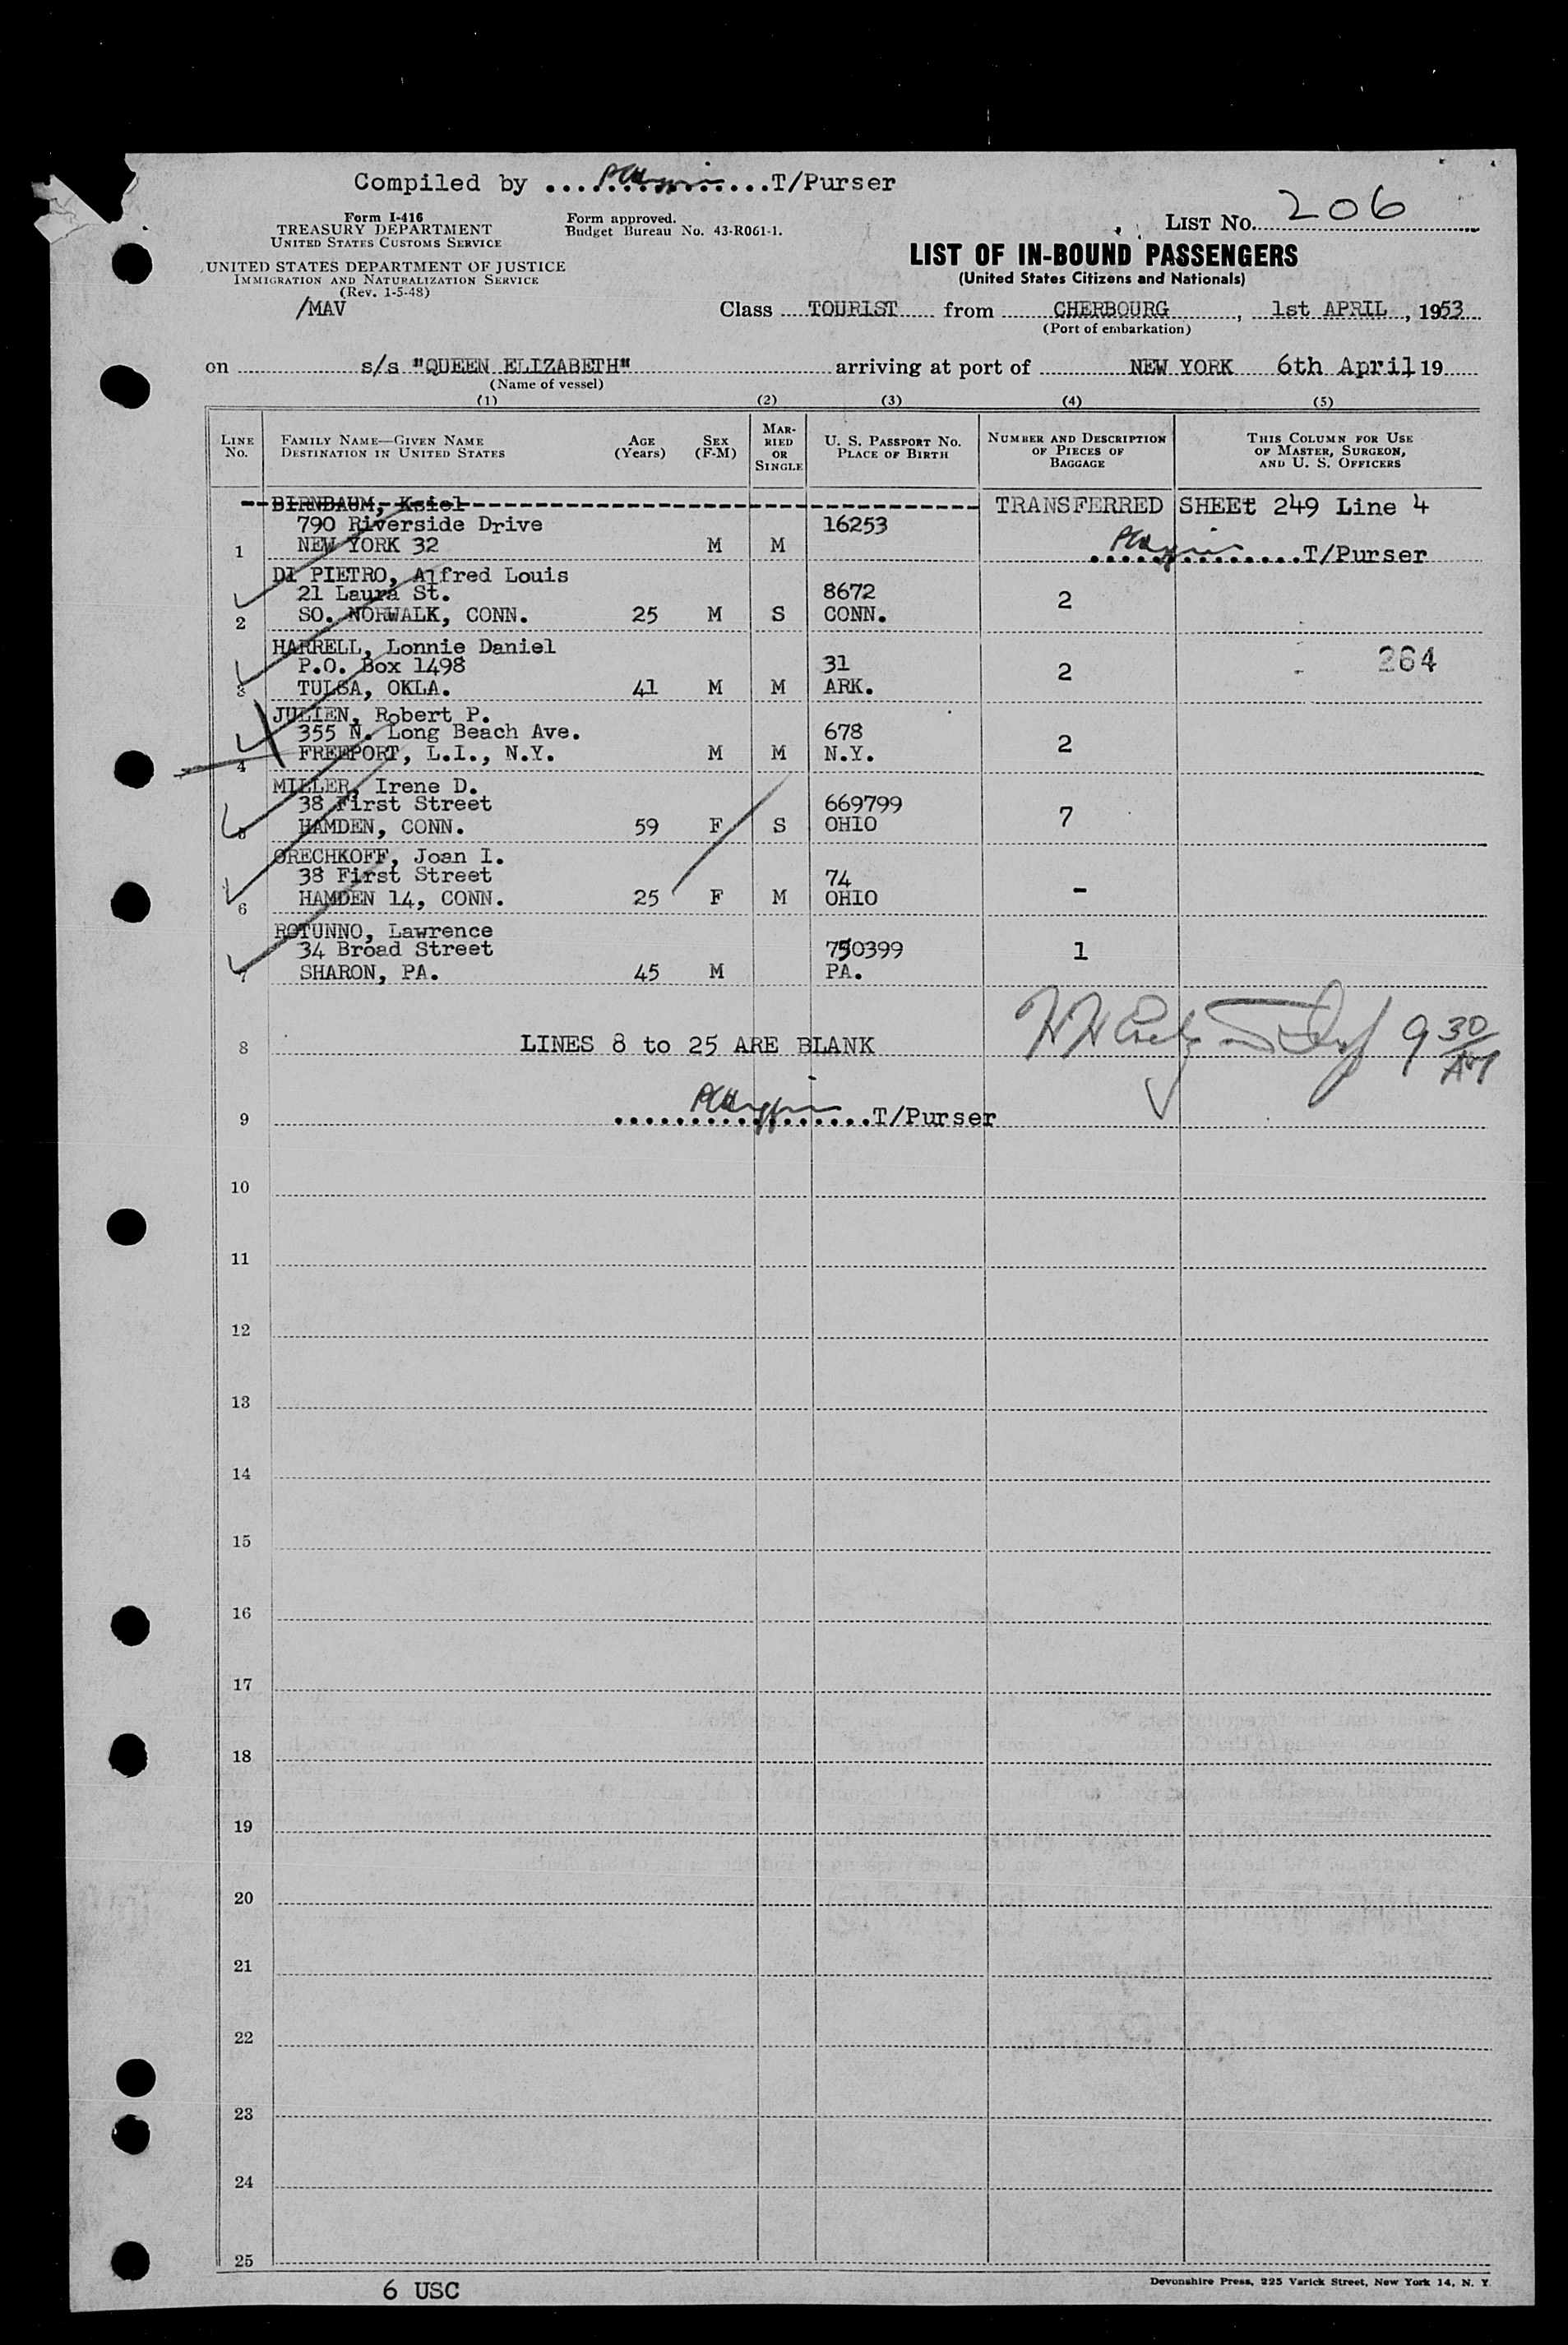 Compiled by ....................T/Purser
Form I-416
TREASURY DEPARTMENT
UNITED STATES CUSTOMS SERVICE
Form approved.
Budget Bureau No. 43-R061-1.
LIST No. 206
UNITED STATES DEPARTMENT OF JUSTICE
IMMIGRATION AND NATURALIZATION SERVICE
(Rev. 1-5-48)
/MAV
LIST OF IN-BOUND PASSENGERS
(United States Citizens and Nationals)
Class TOURIST from CHERBOURG, 1st APRIL, 1953
(Port of embarkation)
on s/s "QUEEN ELIZABETH" arriving at port of NEW YORK 6th April 19
(Name of vessel)
(1) (2) (3) (4) (5)
LINE No. FAMILY NAME—GIVEN NAME DESTINATION IN UNITED STATES AGE (Years) SEX (F-M) MARRIED OR SINGLE U. S. PASSPORT NO. PLACE OF BIRTH NUMBER AND DESCRIPTION OF PIECES OF BAGGAGE THIS COLUMN FOR USE OF MASTER, SURGEON, AND U. S. OFFICERS
BIRNBAUM, Ksiel TRANSFERRED SHEEt 249 Line 4
790 Riverside Drive 16253
1 NEW YORK 32 M M ....................T/Purser
DI PIETRO, Alfred Louis
21 Laura St. 8672 2
2 SO. NORWALK, CONN. 25 M S CONN.
HARRELL, Lonnie Daniel 264
P.O. Box 1498 31 2
3 TULSA, OKLA. 41 M M ARK.
JULIEN, Robert P.
355 N. Long Beach Ave. 678 2
4 FREEPORT, L.I., N.Y. M M N.Y.
MILLER, Irene D.
38 First Street 669799 7
5 HAMDEN, CONN. 59 F S OHIO
ORECHKOFF, Joan I.
38 First Street 74 -
6 HAMDEN 14, CONN. 25 F M OHIO
ROTUNNO, Lawrence
34 Broad Street 750399 1
7 SHARON, PA. 45 M PA.
9 30/AM
8 LINES 8 to 25 ARE BLANK
9 ....................T/Purser
10
11
12
13
14
15
16
17
18
19
20
21
22
23
24
25
6 USC
Devonshire Press, 225 Varick Street, New York 14, N. Y.